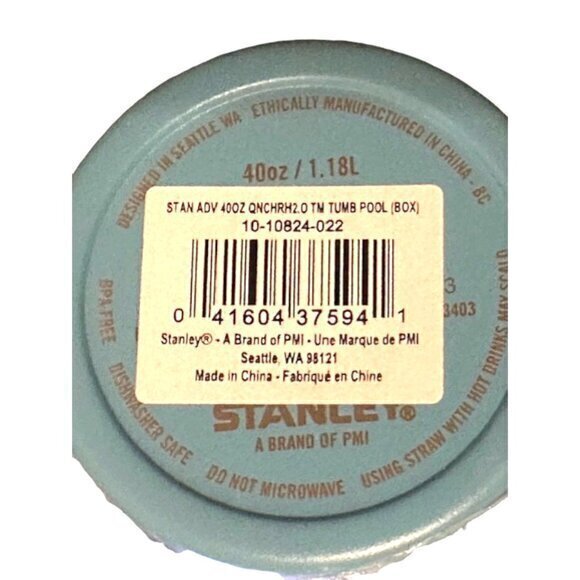 DESIGNED IN SEATTLE WA ETHICALLY MANUFACTURED IN CHINA - BC
40oz / 1.18L
STAN ADV 40OZ QNCHRH2.0 TM TUMB POOL (BOX)
10-10824-022
0 41604 37594 1
Stanley® - A Brand of PMI - Une Marque de PMI
Seattle, WA 98121
Made in China - Fabriqué en Chine
3
3403
STANLEY®
A BRAND OF PMI
BPA FREE DISHWASHER SAFE DO NOT MICROWAVE USING STRAW WITH HOT DRINKS MAY SCALD